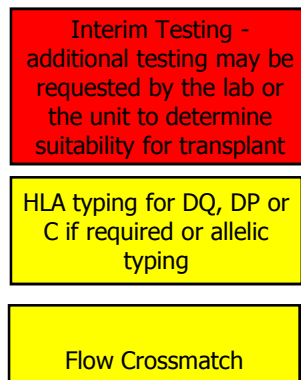 Interim Testing -
additional testing may be
requested by the lab or
the unit to determine
suitability for transplant
HLA typing for DQ, DP or
C if required or allelic
typing
Flow Crossmatch